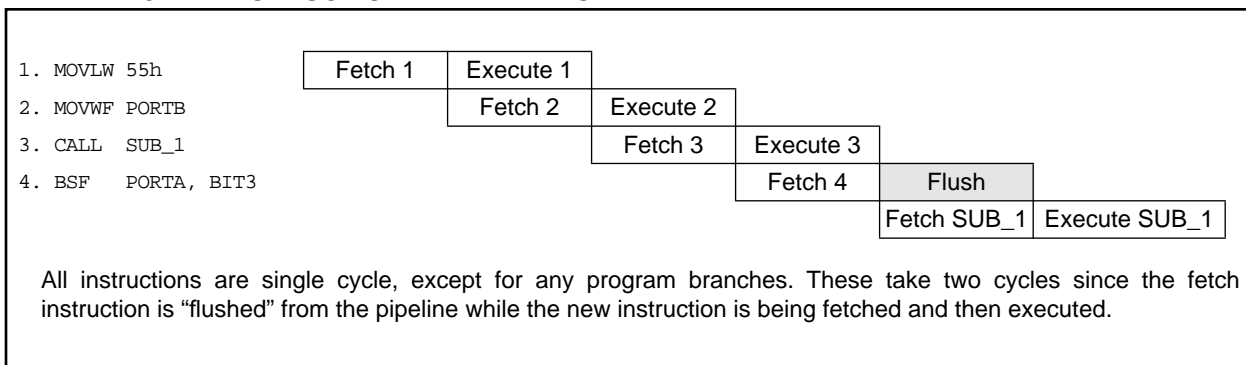 1. MOVLW 55h Fetch 1 Execute 1
2. MOVWF PORTB Fetch 2 Execute 2
3. CALL SUB_1 Fetch 3 Execute 3
4. BSF PORTA, BIT3 Fetch 4 Flush
Fetch SUB_1 Execute SUB_1
All instructions are single cycle, except for any program branches. These take two cycles since the fetch
instruction is “flushed” from the pipeline while the new instruction is being fetched and then executed.